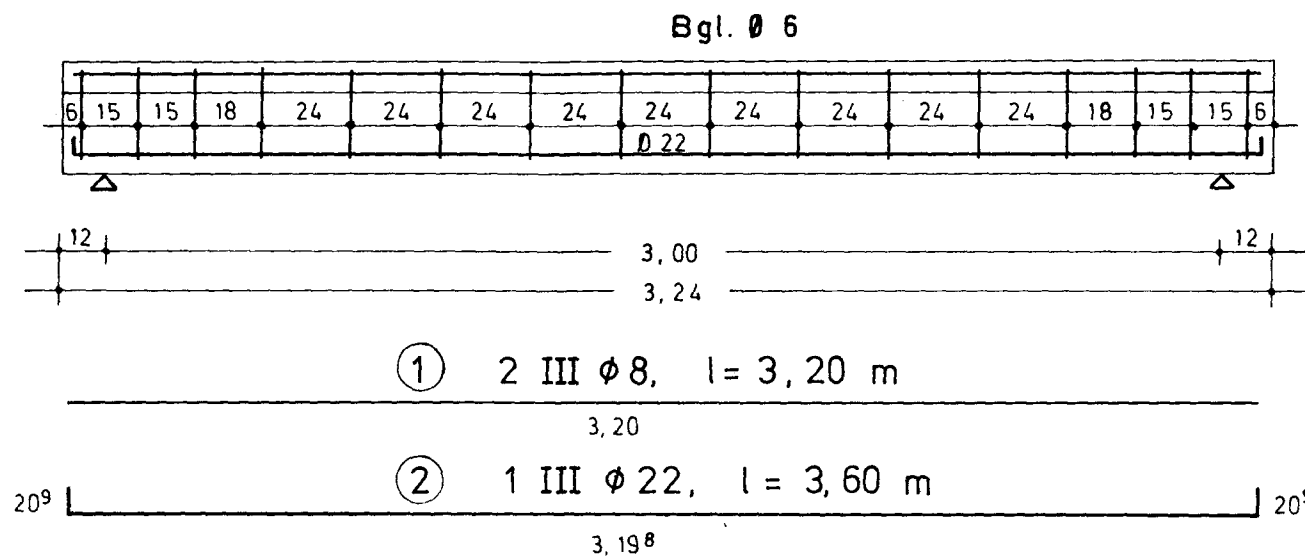 Bgl. Ø 6
6 15 15 18 24 24 24 24 24 24 24 24 24 18 15 15 6
Ø 22
12 3,00 12
3,24
① 2 III ø 8, l = 3,20 m
3,20
② 1 III ø 22, l = 3,60 m
20⁹ 20⁹
3,19⁸